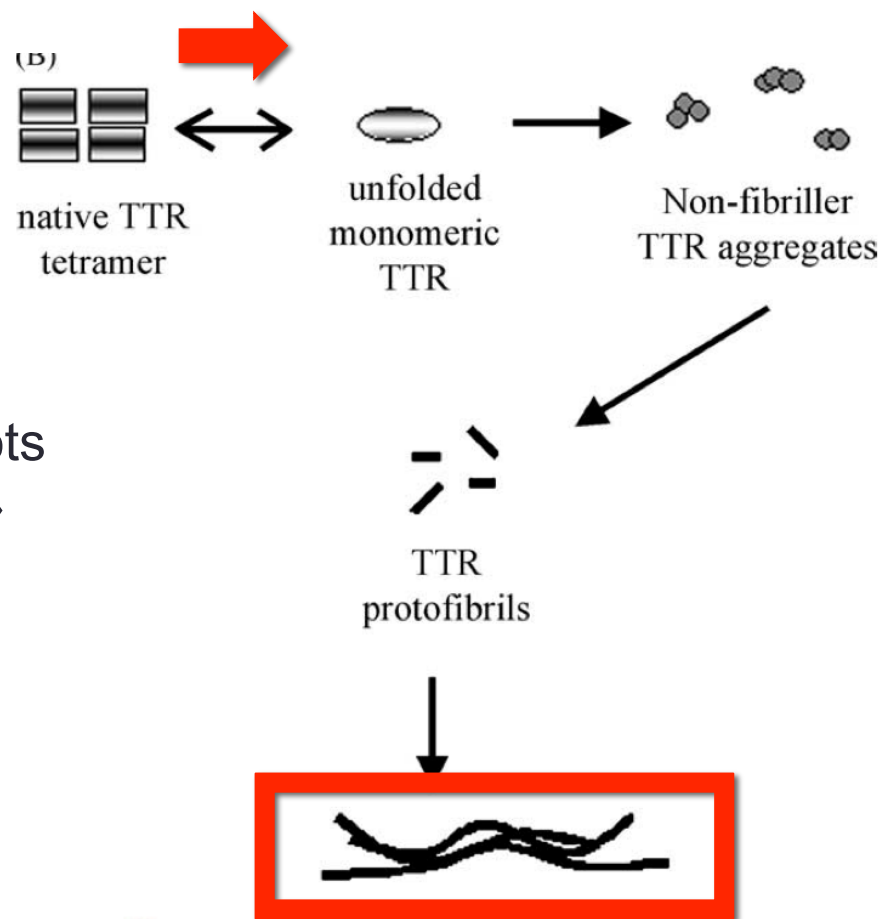 (B)
native TTR
tetramer
unfolded
monomeric
TTR
Non-fibriller
TTR aggregates
TTR
protofibrils